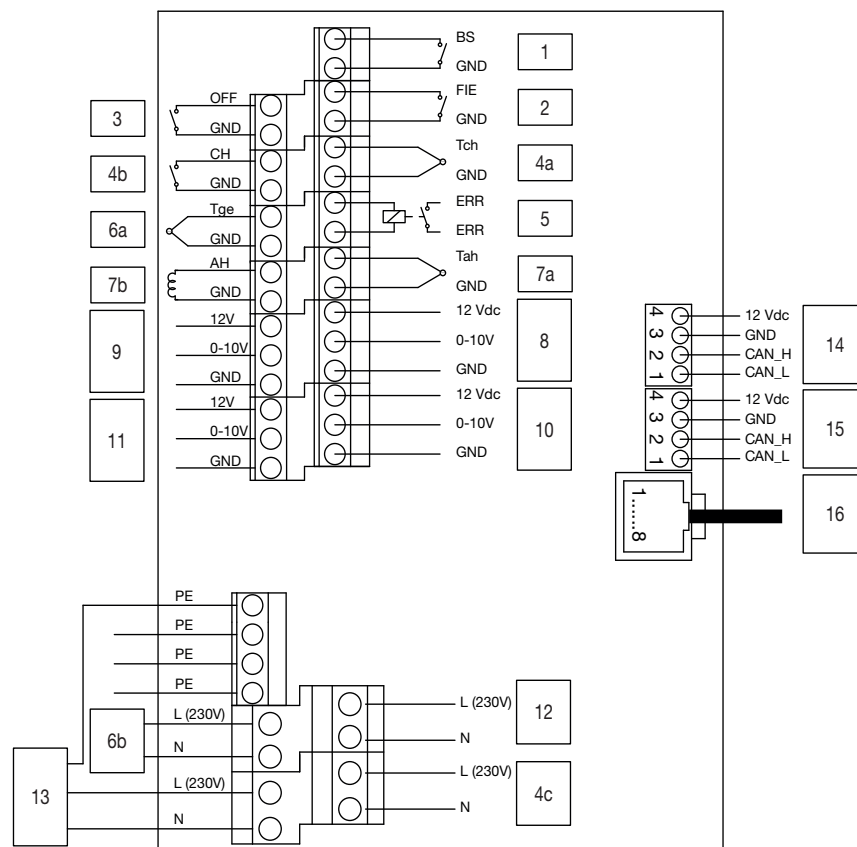 BS
1
GND
FIE
2
GND
OFF
3
GND
Tch
4a
GND
CH
4b
GND
ERR
5
ERR
Tge
6a
GND
Tah
7a
GND
AH
7b
GND
12 Vdc
0-10V
8
GND
12V
0-10V
9
GND
12 Vdc
0-10V
10
GND
12V
0-10V
11
GND
4 12 Vdc
3 GND
2 CAN_H
1 CAN_L
14
4 12 Vdc
3 GND
2 CAN_H
1 CAN_L
15
1......8
16
PE
PE
PE
PE
L (230V)
6b
N
L (230V)
13
N
L (230V)
12
N
L (230V)
4c
N